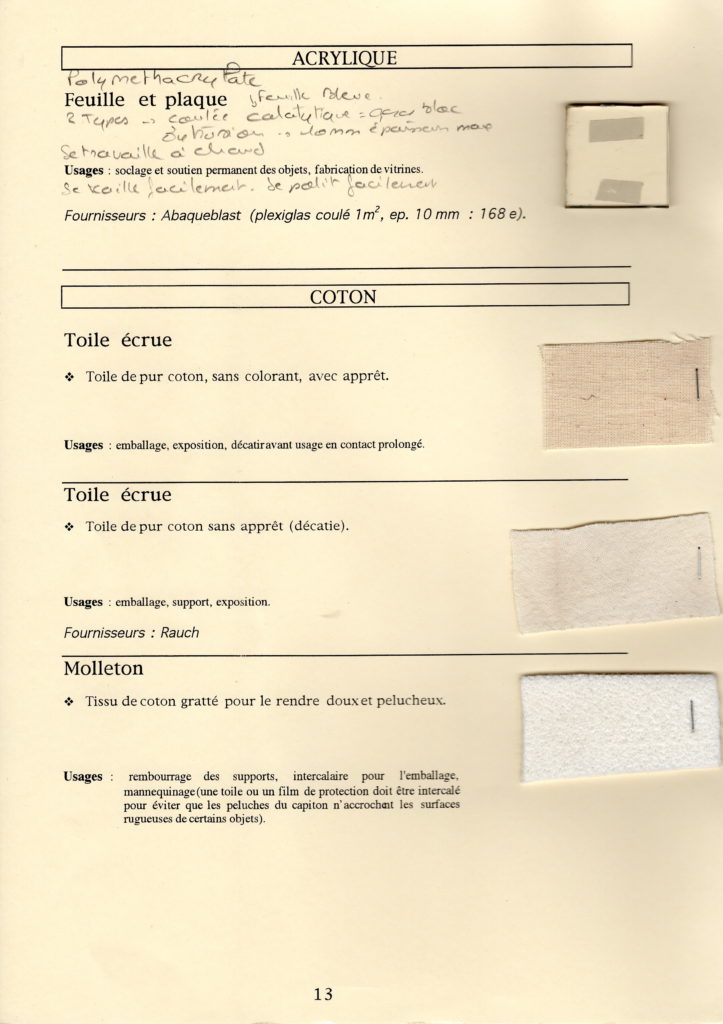 ACRYLIQUE
Polymethacrylate
Feuille et plaque Feuille Bleue.
2 Types → coulée catalytique = gros bloc
→ 10 mm épaisseur max
Se travaille à chaud
Usages : soclage et soutien permanent des objets, fabrication de vitrines.
Se raille facilement. Se polit facilement
Fournisseurs : Abaqueblast (plexiglas coulé 1m², ep. 10 mm : 168 e).
COTON
Toile écrue
❖ Toile de pur coton, sans colorant, avec apprêt.
Usages : emballage, exposition, décatir avant usage en contact prolongé.
Toile écrue
❖ Toile de pur coton sans apprêt (décatie).
Usages : emballage, support, exposition.
Fournisseurs : Rauch
Molleton
❖ Tissu de coton gratté pour le rendre doux et pelucheux.
Usages : rembourrage des supports, intercalaire pour l'emballage,
mannequinage (une toile ou un film de protection doit être intercalé
pour éviter que les peluches du capiton n'accrochent les surfaces
rugueuses de certains objets).
13